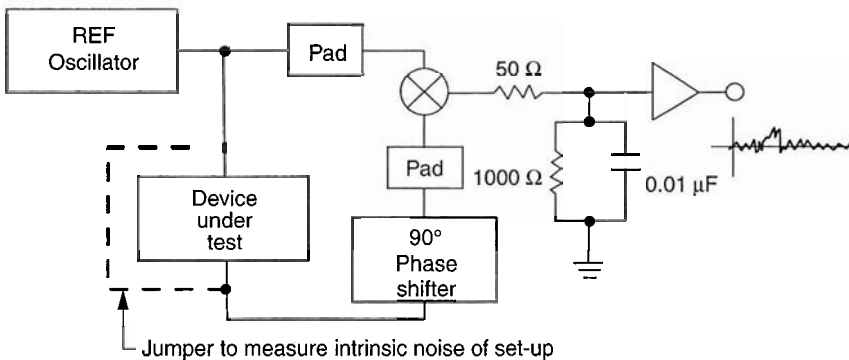 REF
Oscillator
Pad
50 Ω
Pad
1000 Ω
0.01 μF
Device
under
test
90°
Phase
shifter
Jumper to measure intrinsic noise of set-up